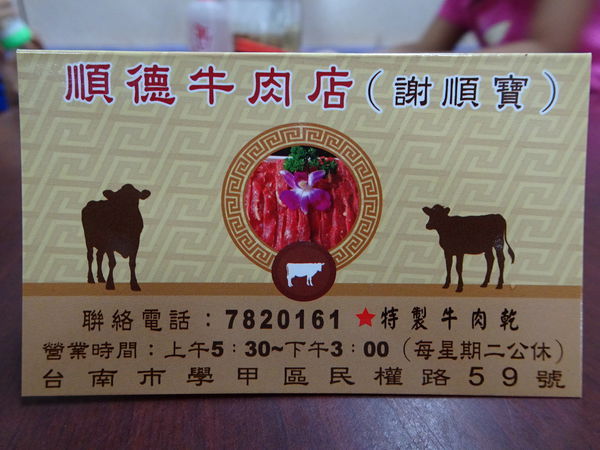 順德牛肉店(謝順寶)
聯絡電話：7820161 ★特製牛肉乾
營業時間：上午5：30~下午3：00（每星期二公休）
台南市學甲區民權路59號